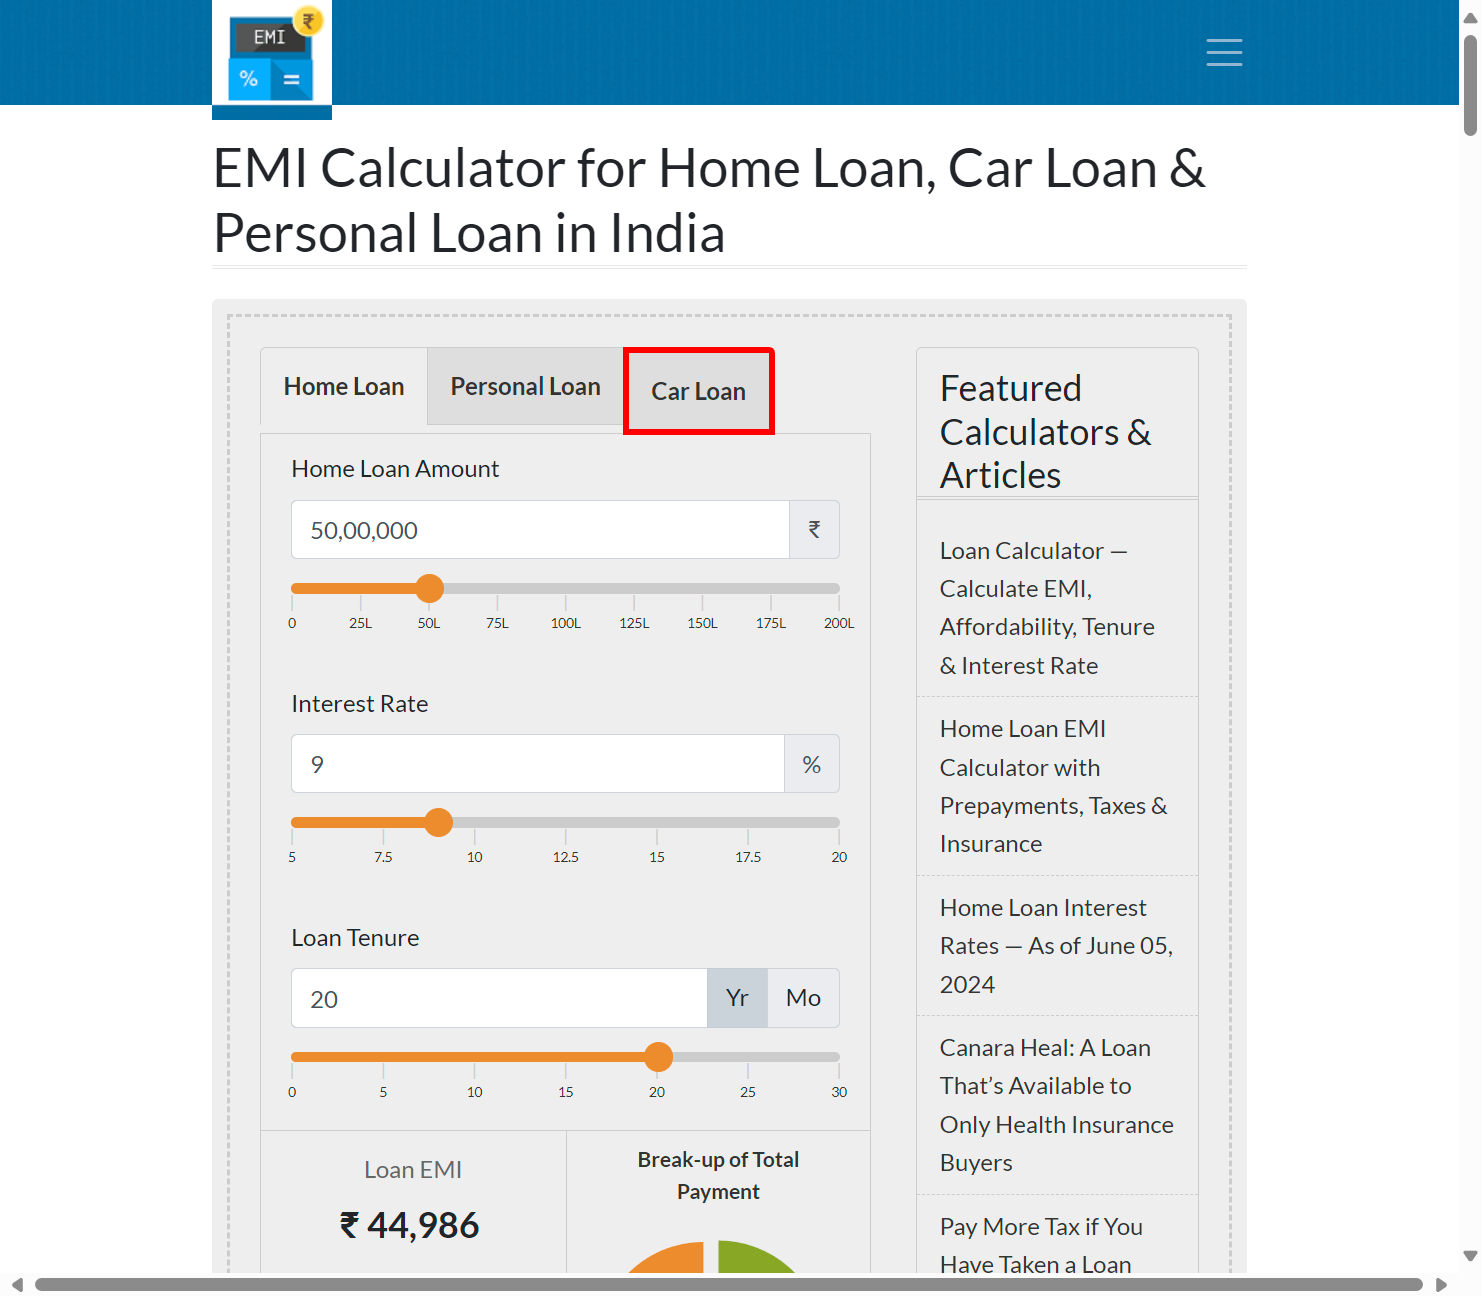 EMI
₹
%
=
EMI Calculator for Home Loan, Car Loan &
Personal Loan in India
Home Loan
Personal Loan
Car Loan
Home Loan Amount
50,00,000
₹
0
25L
50L
75L
100L
125L
150L
175L
200L
Interest Rate
9
%
5
7.5
10
12.5
15
17.5
20
Loan Tenure
20
Yr
Mo
0
5
10
15
20
25
30
Loan EMI
₹ 44,986
Break-up of Total
Payment
Featured
Calculators &
Articles
Loan Calculator —
Calculate EMI,
Affordability, Tenure
& Interest Rate
Home Loan EMI
Calculator with
Prepayments, Taxes &
Insurance
Home Loan Interest
Rates — As of June 05,
2024
Canara Heal: A Loan
That’s Available to
Only Health Insurance
Buyers
Pay More Tax if You
Have Taken a Loan